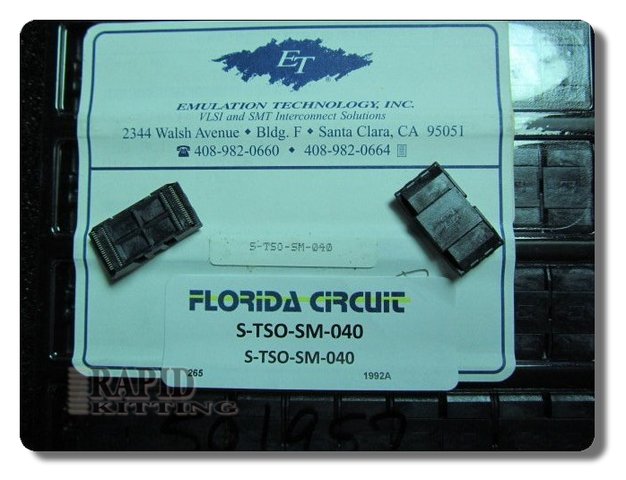 ET
EMULATION TECHNOLOGY, INC.
VLSI and SMT Interconnect Solutions
2344 Walsh Avenue ♦ Bldg. F ♦ Santa Clara, CA 95051
☎ 408-982-0660 ♦ 408-982-0664
S-TSO-SM-040
FLORIDA CIRCUIT
S-TSO-SM-040
S-TSO-SM-040
265 1992A
RAPID
KITTING
501957